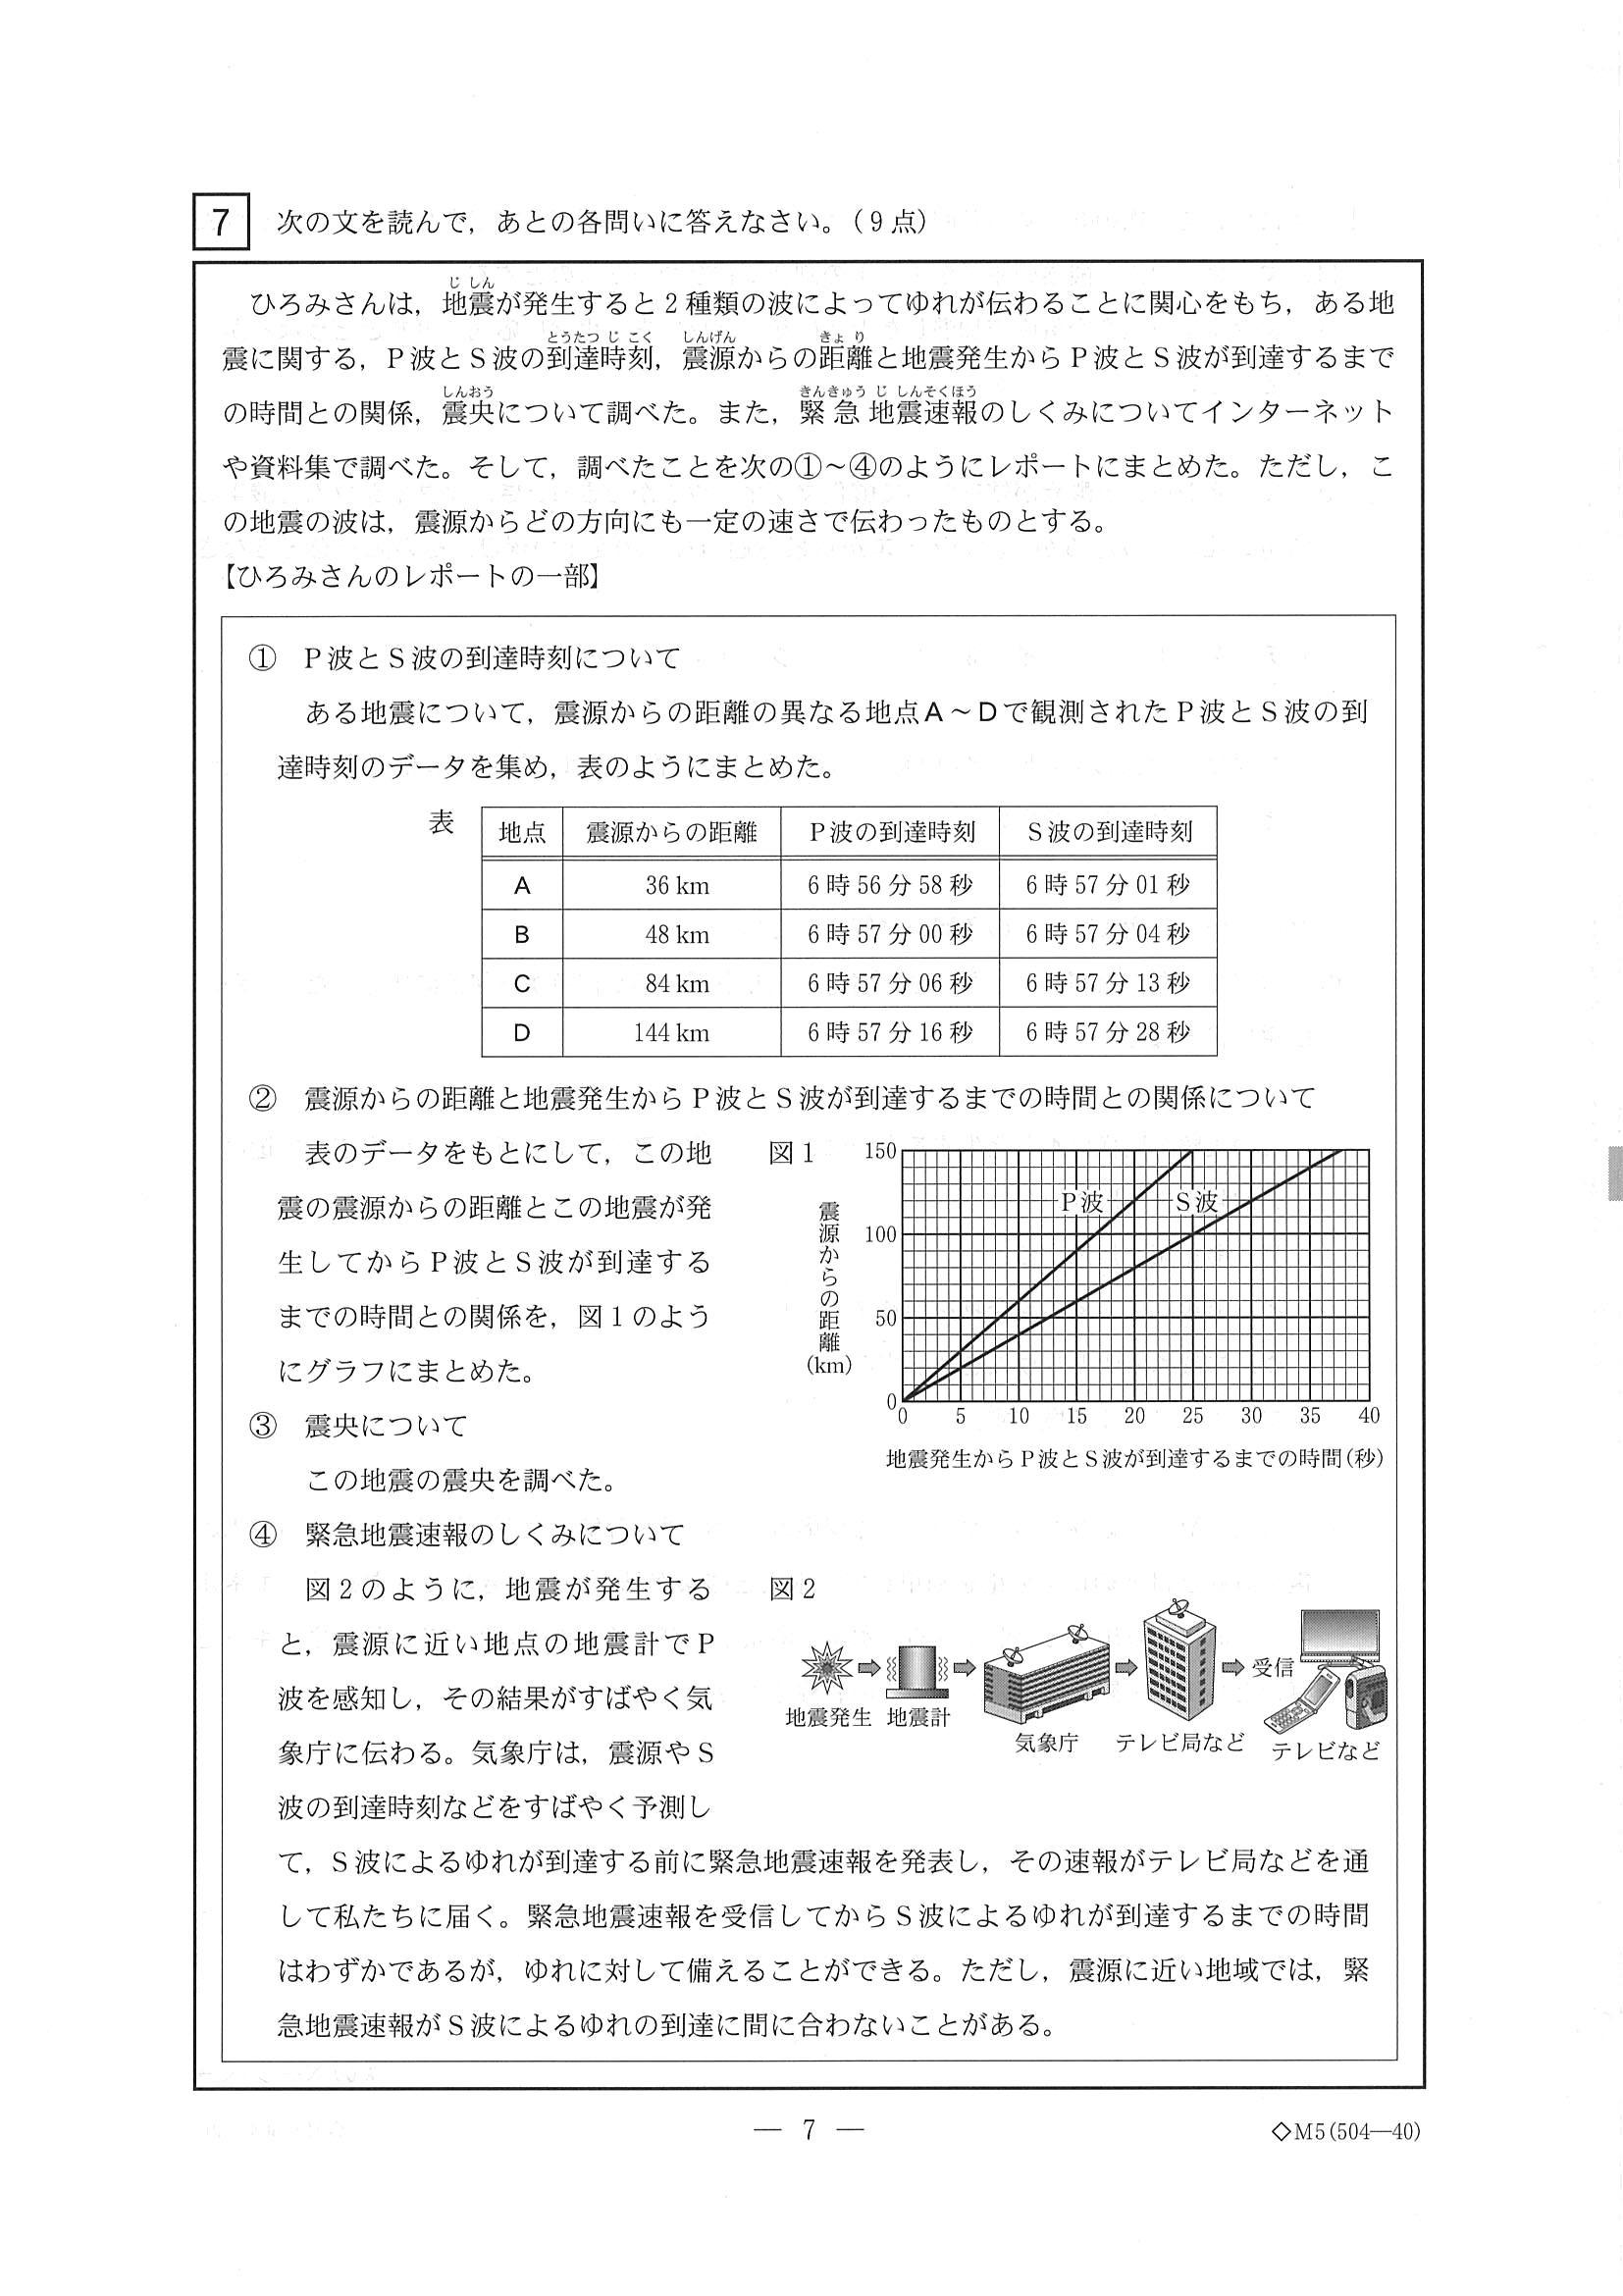 7 次の文を読んで，あとの各問いに答えなさい。（9点）
ひろみさんは，地震が発生すると2種類の波によってゆれが伝わることに関心をもち，ある地
じしん
震に関する，P波とS波の到達時刻，震源からの距離と地震発生からP波とS波が到達するまで
とうたつじこく しんげん きょり
の時間との関係，震央について調べた。また，緊急地震速報のしくみについてインターネット
しんおう きんきゅうじしんそくほう
や資料集で調べた。そして，調べたことを次の①～④のようにレポートにまとめた。ただし，こ
の地震の波は，震源からどの方向にも一定の速さで伝わったものとする。
【ひろみさんのレポートの一部】
① P波とS波の到達時刻について
ある地震について，震源からの距離の異なる地点A～Dで観測されたP波とS波の到
達時刻のデータを集め，表のようにまとめた。
表
地点 震源からの距離 P波の到達時刻 S波の到達時刻
A 36 km 6時56分58秒 6時57分01秒
B 48 km 6時57分00秒 6時57分04秒
C 84 km 6時57分06秒 6時57分13秒
D 144 km 6時57分16秒 6時57分28秒
② 震源からの距離と地震発生からP波とS波が到達するまでの時間との関係について
表のデータをもとにして，この地
震の震源からの距離とこの地震が発
生してからP波とS波が到達する
までの時間との関係を，図1のよう
にグラフにまとめた。
図1
震源からの距離
(km)
150
100
50
0
P波 S波
0 5 10 15 20 25 30 35 40
地震発生からP波とS波が到達するまでの時間(秒)
③ 震央について
この地震の震央を調べた。
④ 緊急地震速報のしくみについて
図2のように，地震が発生する
と，震源に近い地点の地震計でP
波を感知し，その結果がすばやく気
象庁に伝わる。気象庁は，震源やS
波の到達時刻などをすばやく予測し
図2
地震発生 地震計 気象庁 テレビ局など 受信 テレビなど
て，S波によるゆれが到達する前に緊急地震速報を発表し，その速報がテレビ局などを通
して私たちに届く。緊急地震速報を受信してからS波によるゆれが到達するまでの時間
はわずかであるが，ゆれに対して備えることができる。ただし，震源に近い地域では，緊
急地震速報がS波によるゆれの到達に間に合わないことがある。
— 7 —
◇M5(504—40)